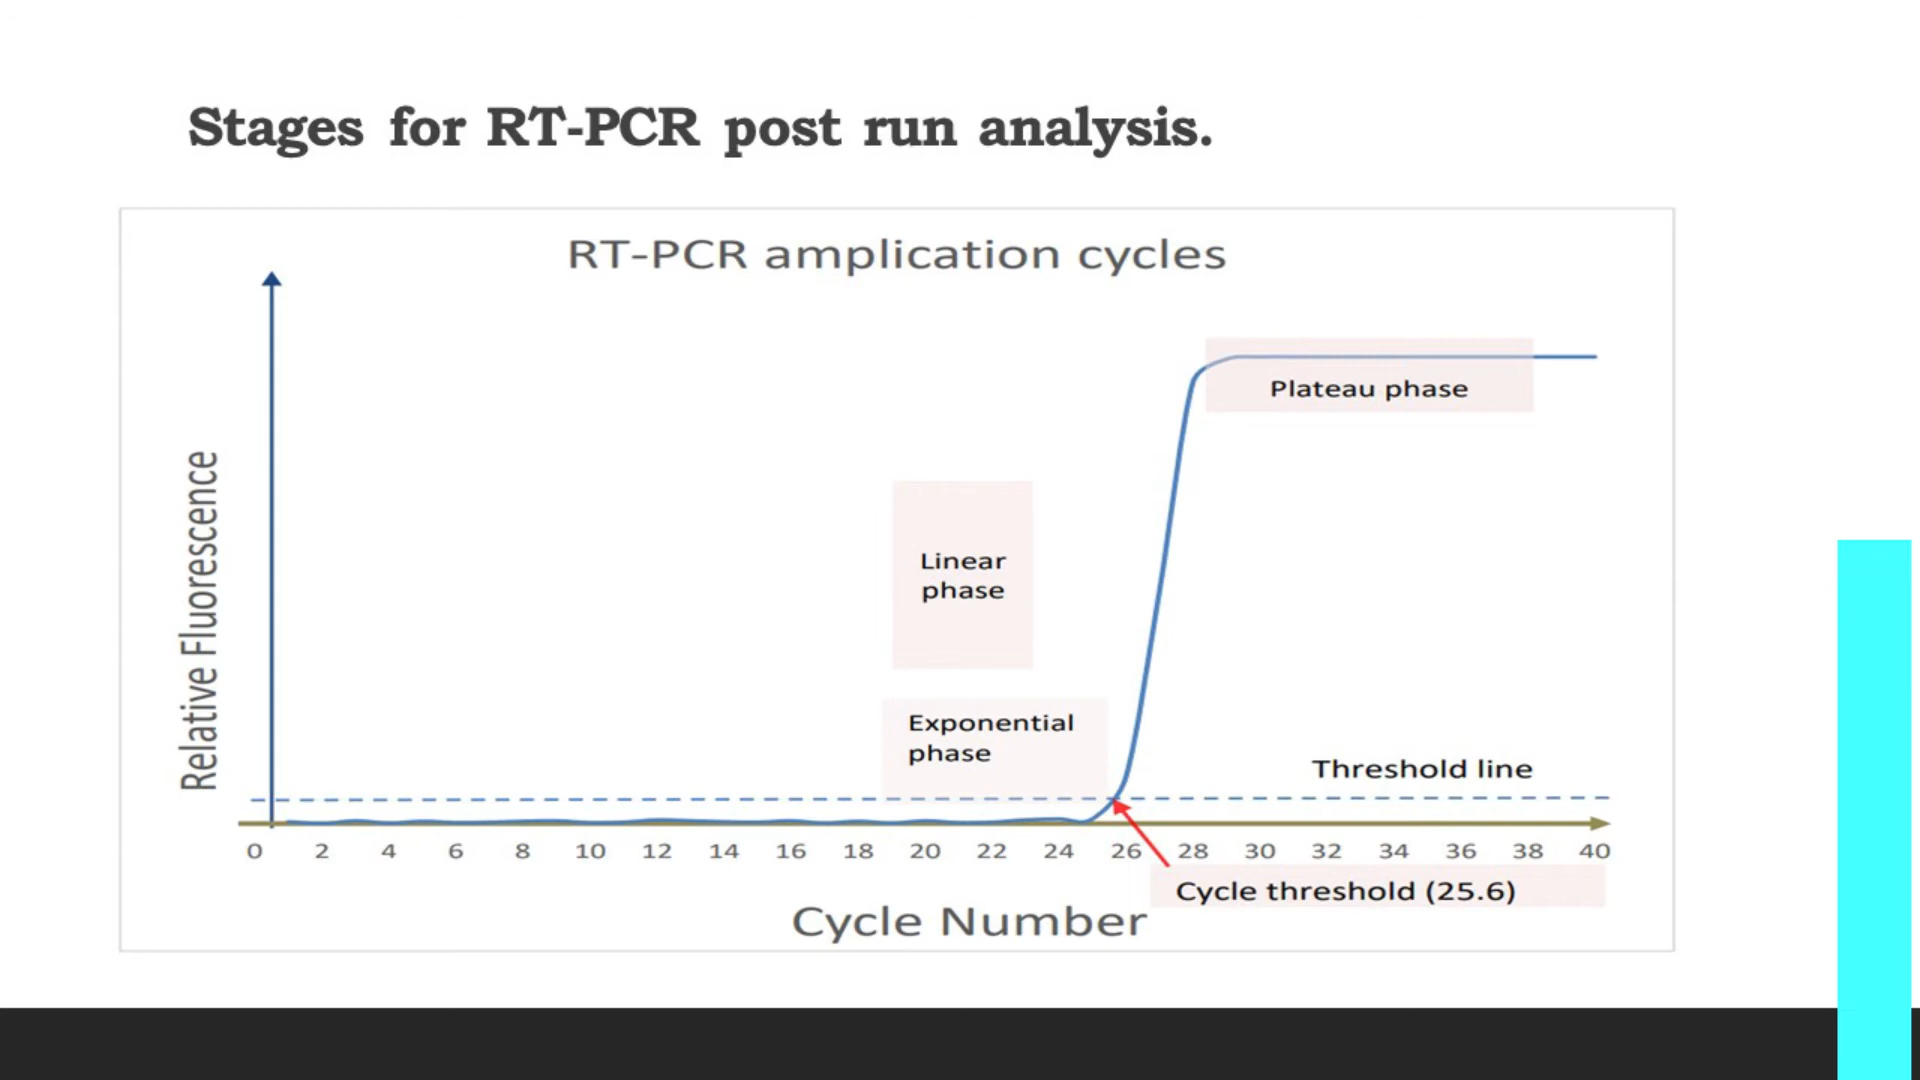 Stages for RT-PCR post run analysis.
RT-PCR amplication cycles
Relative Fluorescence
Plateau phase
Linear
phase
Exponential
phase
Threshold line
0 2 4 6 8 10 12 14 16 18 20 22 24 26 28 30 32 34 36 38 40
Cycle threshold (25.6)
Cycle Number